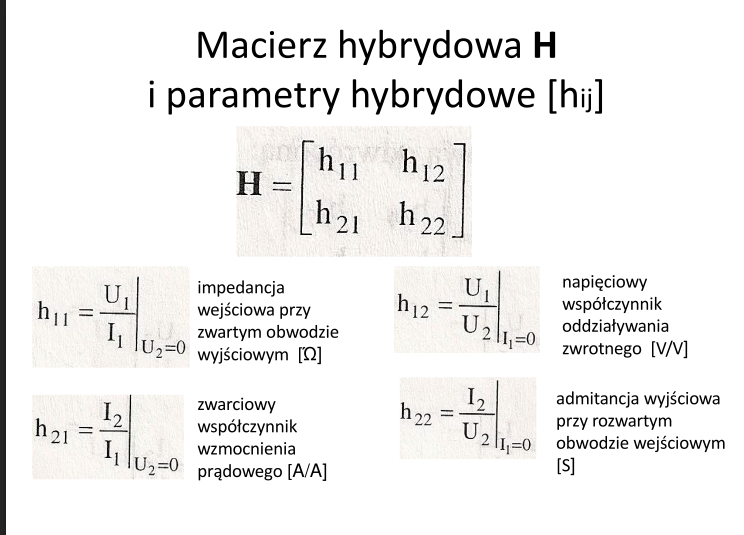 Macierz hybrydowa H
i parametry hybrydowe [hij]
H = [h₁₁ h₁₂
h₂₁ h₂₂]
h₁₁ = U₁/I₁ |U₂=0
impedancja
wejściowa przy
zwartym obwodzie
wyjściowym [Ώ]
h₁₂ = U₁/U₂ |I₁=0
napięciowy
współczynnik
oddziaływania
zwrotnego [V/V]
h₂₁ = I₂/I₁ |U₂=0
zwarciowy
współczynnik
wzmocnienia
prądowego [A/A]
h₂₂ = I₂/U₂ |I₁=0
admitancja wyjściowa
przy rozwartym
obwodzie wejściowym
[S]